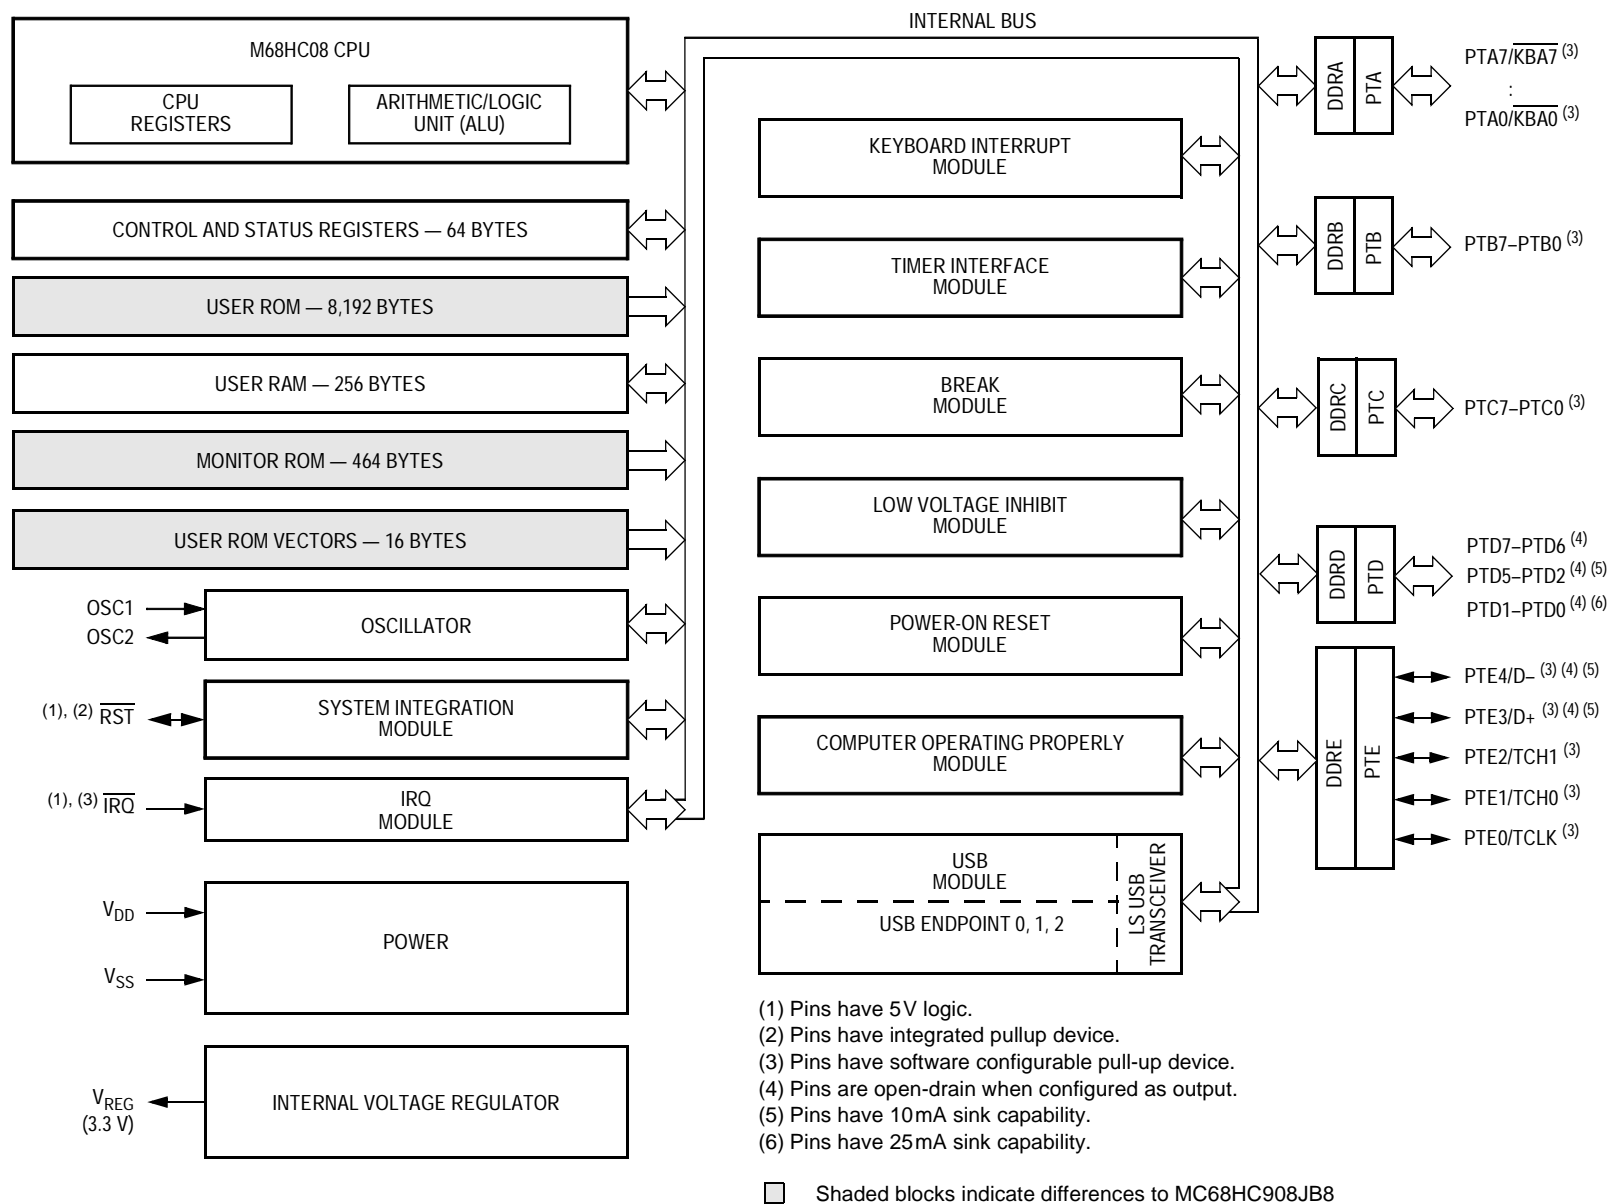 INTERNAL BUS
M68HC08 CPU
CPU
REGISTERS
ARITHMETIC/LOGIC
UNIT (ALU)
CONTROL AND STATUS REGISTERS — 64 BYTES
USER ROM — 8,192 BYTES
USER RAM — 256 BYTES
MONITOR ROM — 464 BYTES
USER ROM VECTORS — 16 BYTES
OSC1
OSC2
OSCILLATOR
(1), (2) RST
SYSTEM INTEGRATION
MODULE
(1), (3) IRQ
IRQ
MODULE
VDD
VSS
POWER
VREG
(3.3 V)
INTERNAL VOLTAGE REGULATOR
KEYBOARD INTERRUPT
MODULE
TIMER INTERFACE
MODULE
BREAK
MODULE
LOW VOLTAGE INHIBIT
MODULE
POWER-ON RESET
MODULE
COMPUTER OPERATING PROPERLY
MODULE
USB
MODULE
USB ENDPOINT 0, 1, 2
LS USB
TRANSCEIVER
DDRA
PTA
PTA7/KBA7 (3)
:
PTA0/KBA0 (3)
DDRB
PTB
PTB7–PTB0 (3)
DDRC
PTC
PTC7–PTC0 (3)
DDRD
PTD
PTD7–PTD6 (4)
PTD5–PTD2 (4) (5)
PTD1–PTD0 (4) (6)
DDRE
PTE
PTE4/D– (3) (4) (5)
PTE3/D+ (3) (4) (5)
PTE2/TCH1 (3)
PTE1/TCH0 (3)
PTE0/TCLK (3)
(1) Pins have 5V logic.
(2) Pins have integrated pullup device.
(3) Pins have software configurable pull-up device.
(4) Pins are open-drain when configured as output.
(5) Pins have 10mA sink capability.
(6) Pins have 25mA sink capability.
Shaded blocks indicate differences to MC68HC908JB8